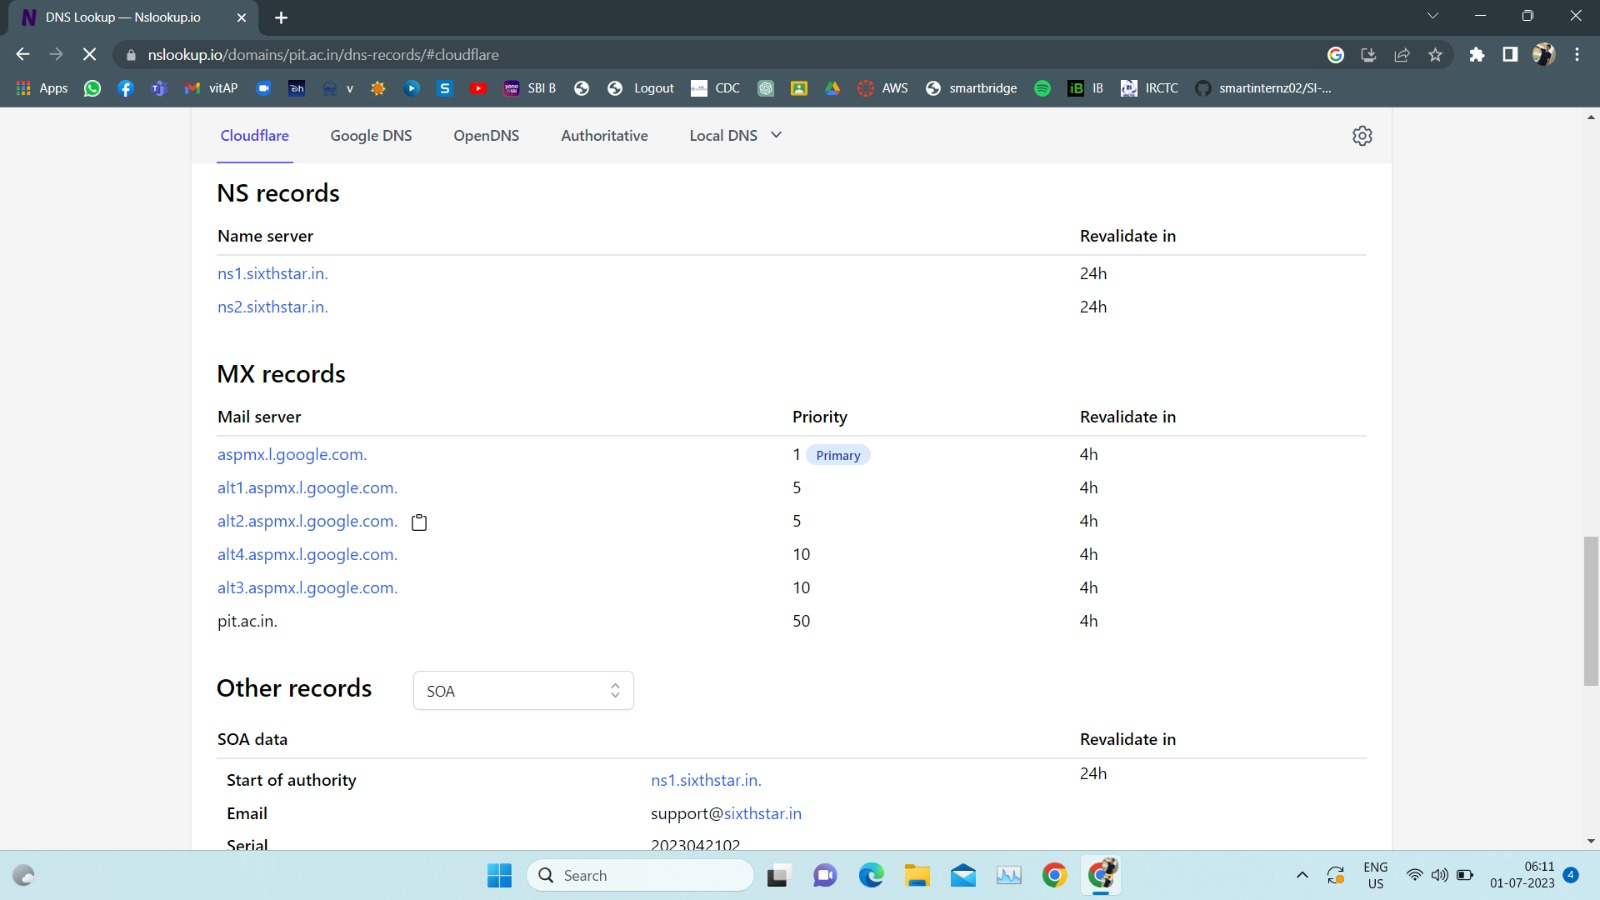 DNS Lookup — Nslookup.io
nslookup.io/domains/pit.ac.in/dns-records/#cloudflare
Apps vitAP v S SBI B Logout CDC AWS smartbridge iB IB IRCTC smartinternz02/SI-...
Cloudflare Google DNS OpenDNS Authoritative Local DNS
NS records
Name server Revalidate in
ns1.sixthstar.in. 24h
ns2.sixthstar.in. 24h
MX records
Mail server Priority Revalidate in
aspmx.l.google.com. 1 Primary 4h
alt1.aspmx.l.google.com. 5 4h
alt2.aspmx.l.google.com. 5 4h
alt4.aspmx.l.google.com. 10 4h
alt3.aspmx.l.google.com. 10 4h
pit.ac.in. 50 4h
Other records SOA
SOA data Revalidate in
Start of authority ns1.sixthstar.in. 24h
Email support@sixthstar.in
Serial 2023042102
Search
ENG
US
06:11
01-07-2023
4